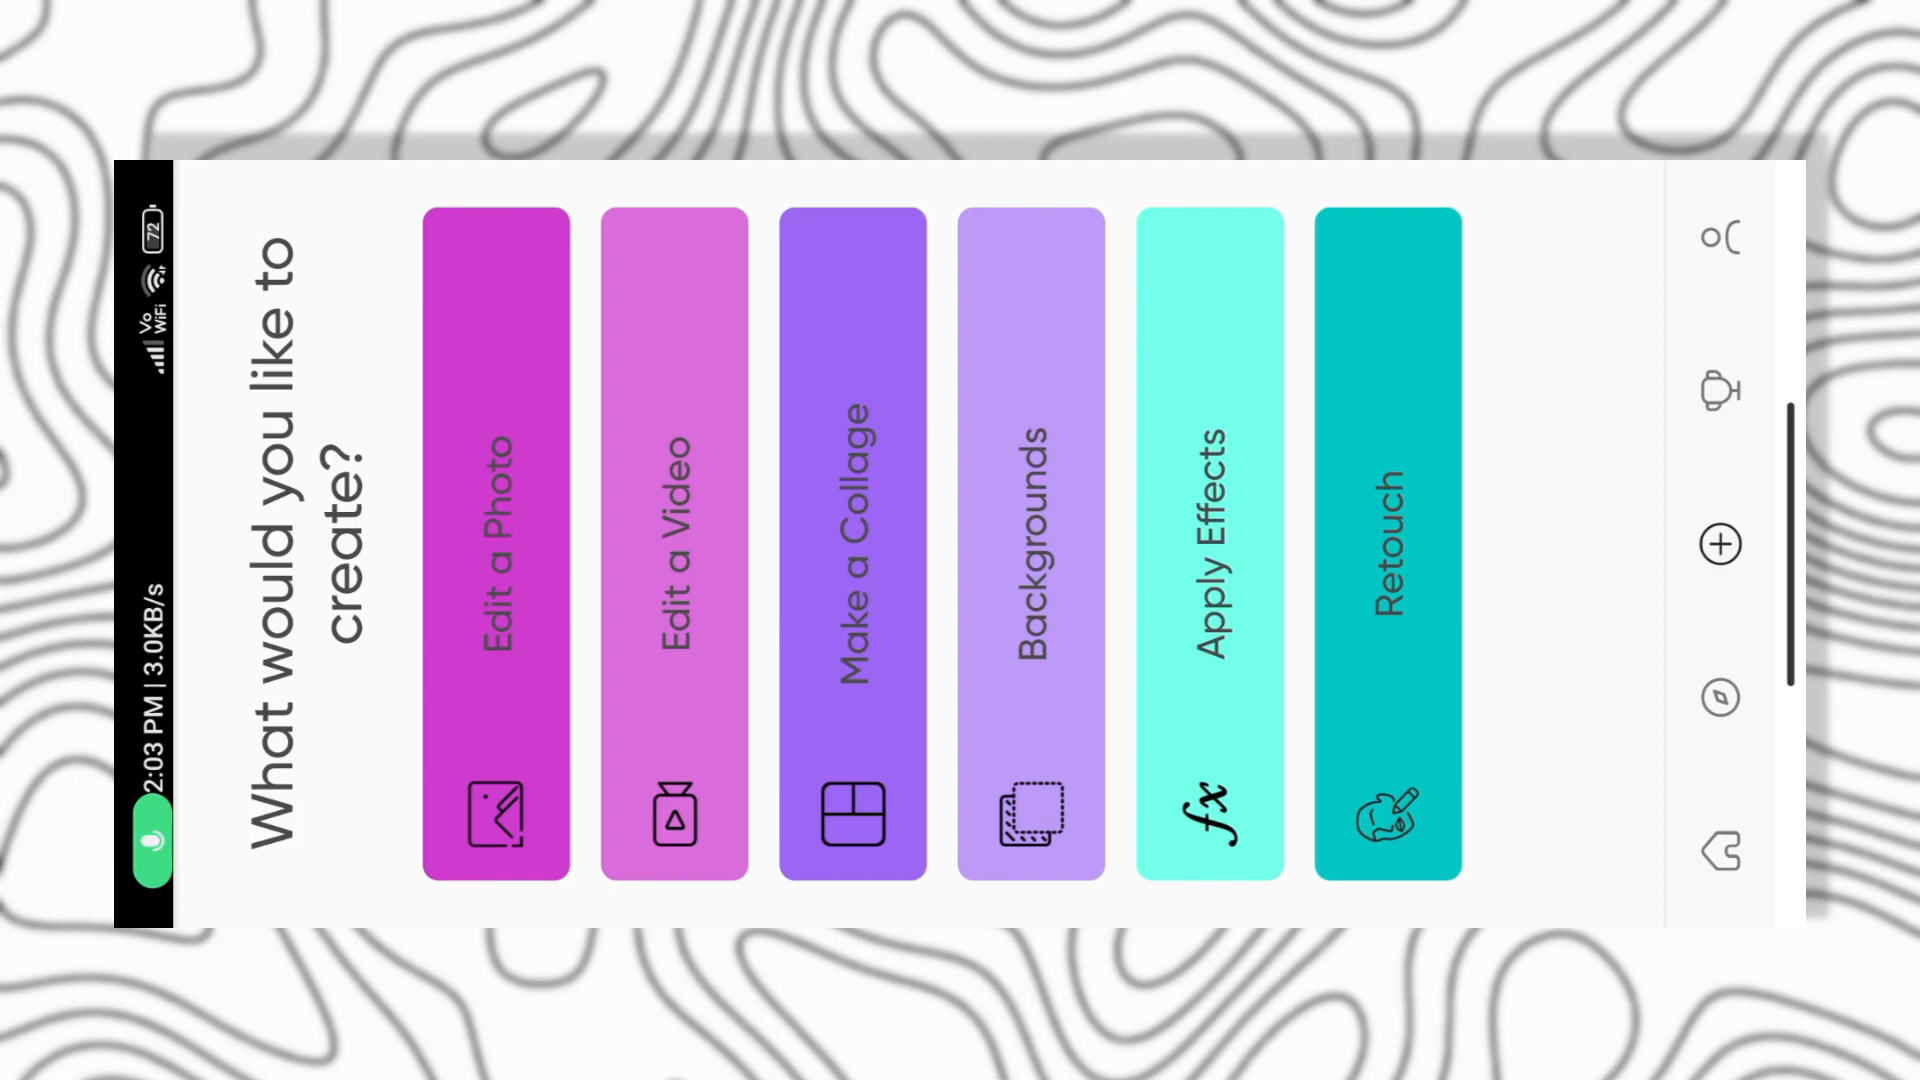 2:03 PM | 3.0KB/s
Vo
WiFi
72
What would you like to
create?
Edit a Photo
Edit a Video
Make a Collage
Backgrounds
fx Apply Effects
Retouch